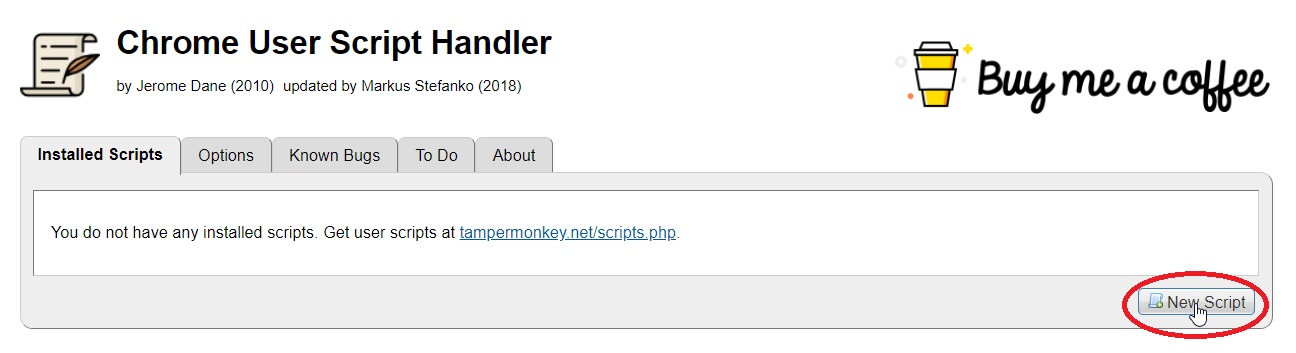 Chrome User Script Handler
by Jerome Dane (2010) updated by Markus Stefanko (2018)
Buy me a coffee
Installed Scripts
Options
Known Bugs
To Do
About
You do not have any installed scripts. Get user scripts at tampermonkey.net/scripts.php.
New Script